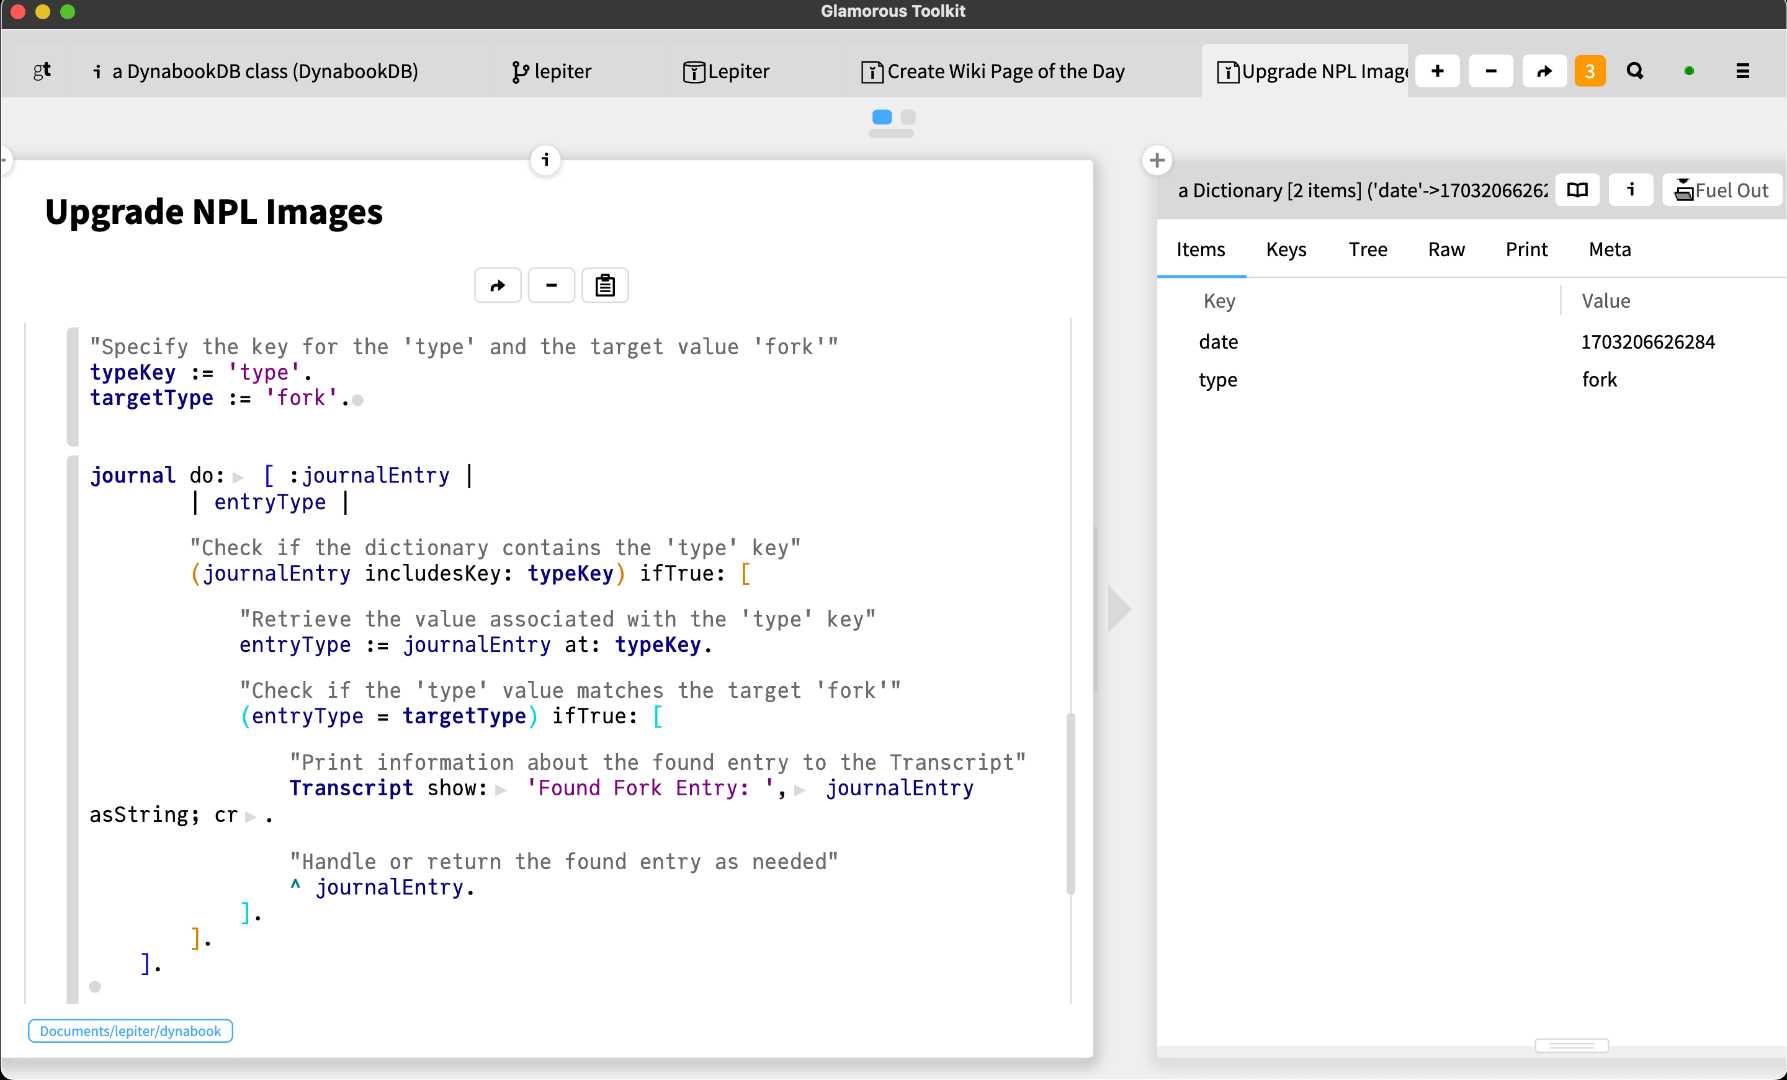 Glamorous Toolkit
gt
i a DynabookDB class (DynabookDB)
lepiter
Lepiter
Create Wiki Page of the Day
Upgrade NPL Image
3
i
Upgrade NPL Images
"Specify the key for the 'type' and the target value 'fork'"
typeKey := 'type'.
targetType := 'fork'.
journal do: [ :journalEntry |
| entryType |
"Check if the dictionary contains the 'type' key"
(journalEntry includesKey: typeKey) ifTrue: [
"Retrieve the value associated with the 'type' key"
entryType := journalEntry at: typeKey.
"Check if the 'type' value matches the target 'fork'"
(entryType = targetType) ifTrue: [
"Print information about the found entry to the Transcript"
Transcript show: 'Found Fork Entry: ', journalEntry
asString; cr .
"Handle or return the found entry as needed"
^ journalEntry.
].
].
].
Documents/lepiter/dynabook
a Dictionary [2 items] ('date'->1703206626284
i
Fuel Out
Items Keys Tree Raw Print Meta
Key Value
date 1703206626284
type fork